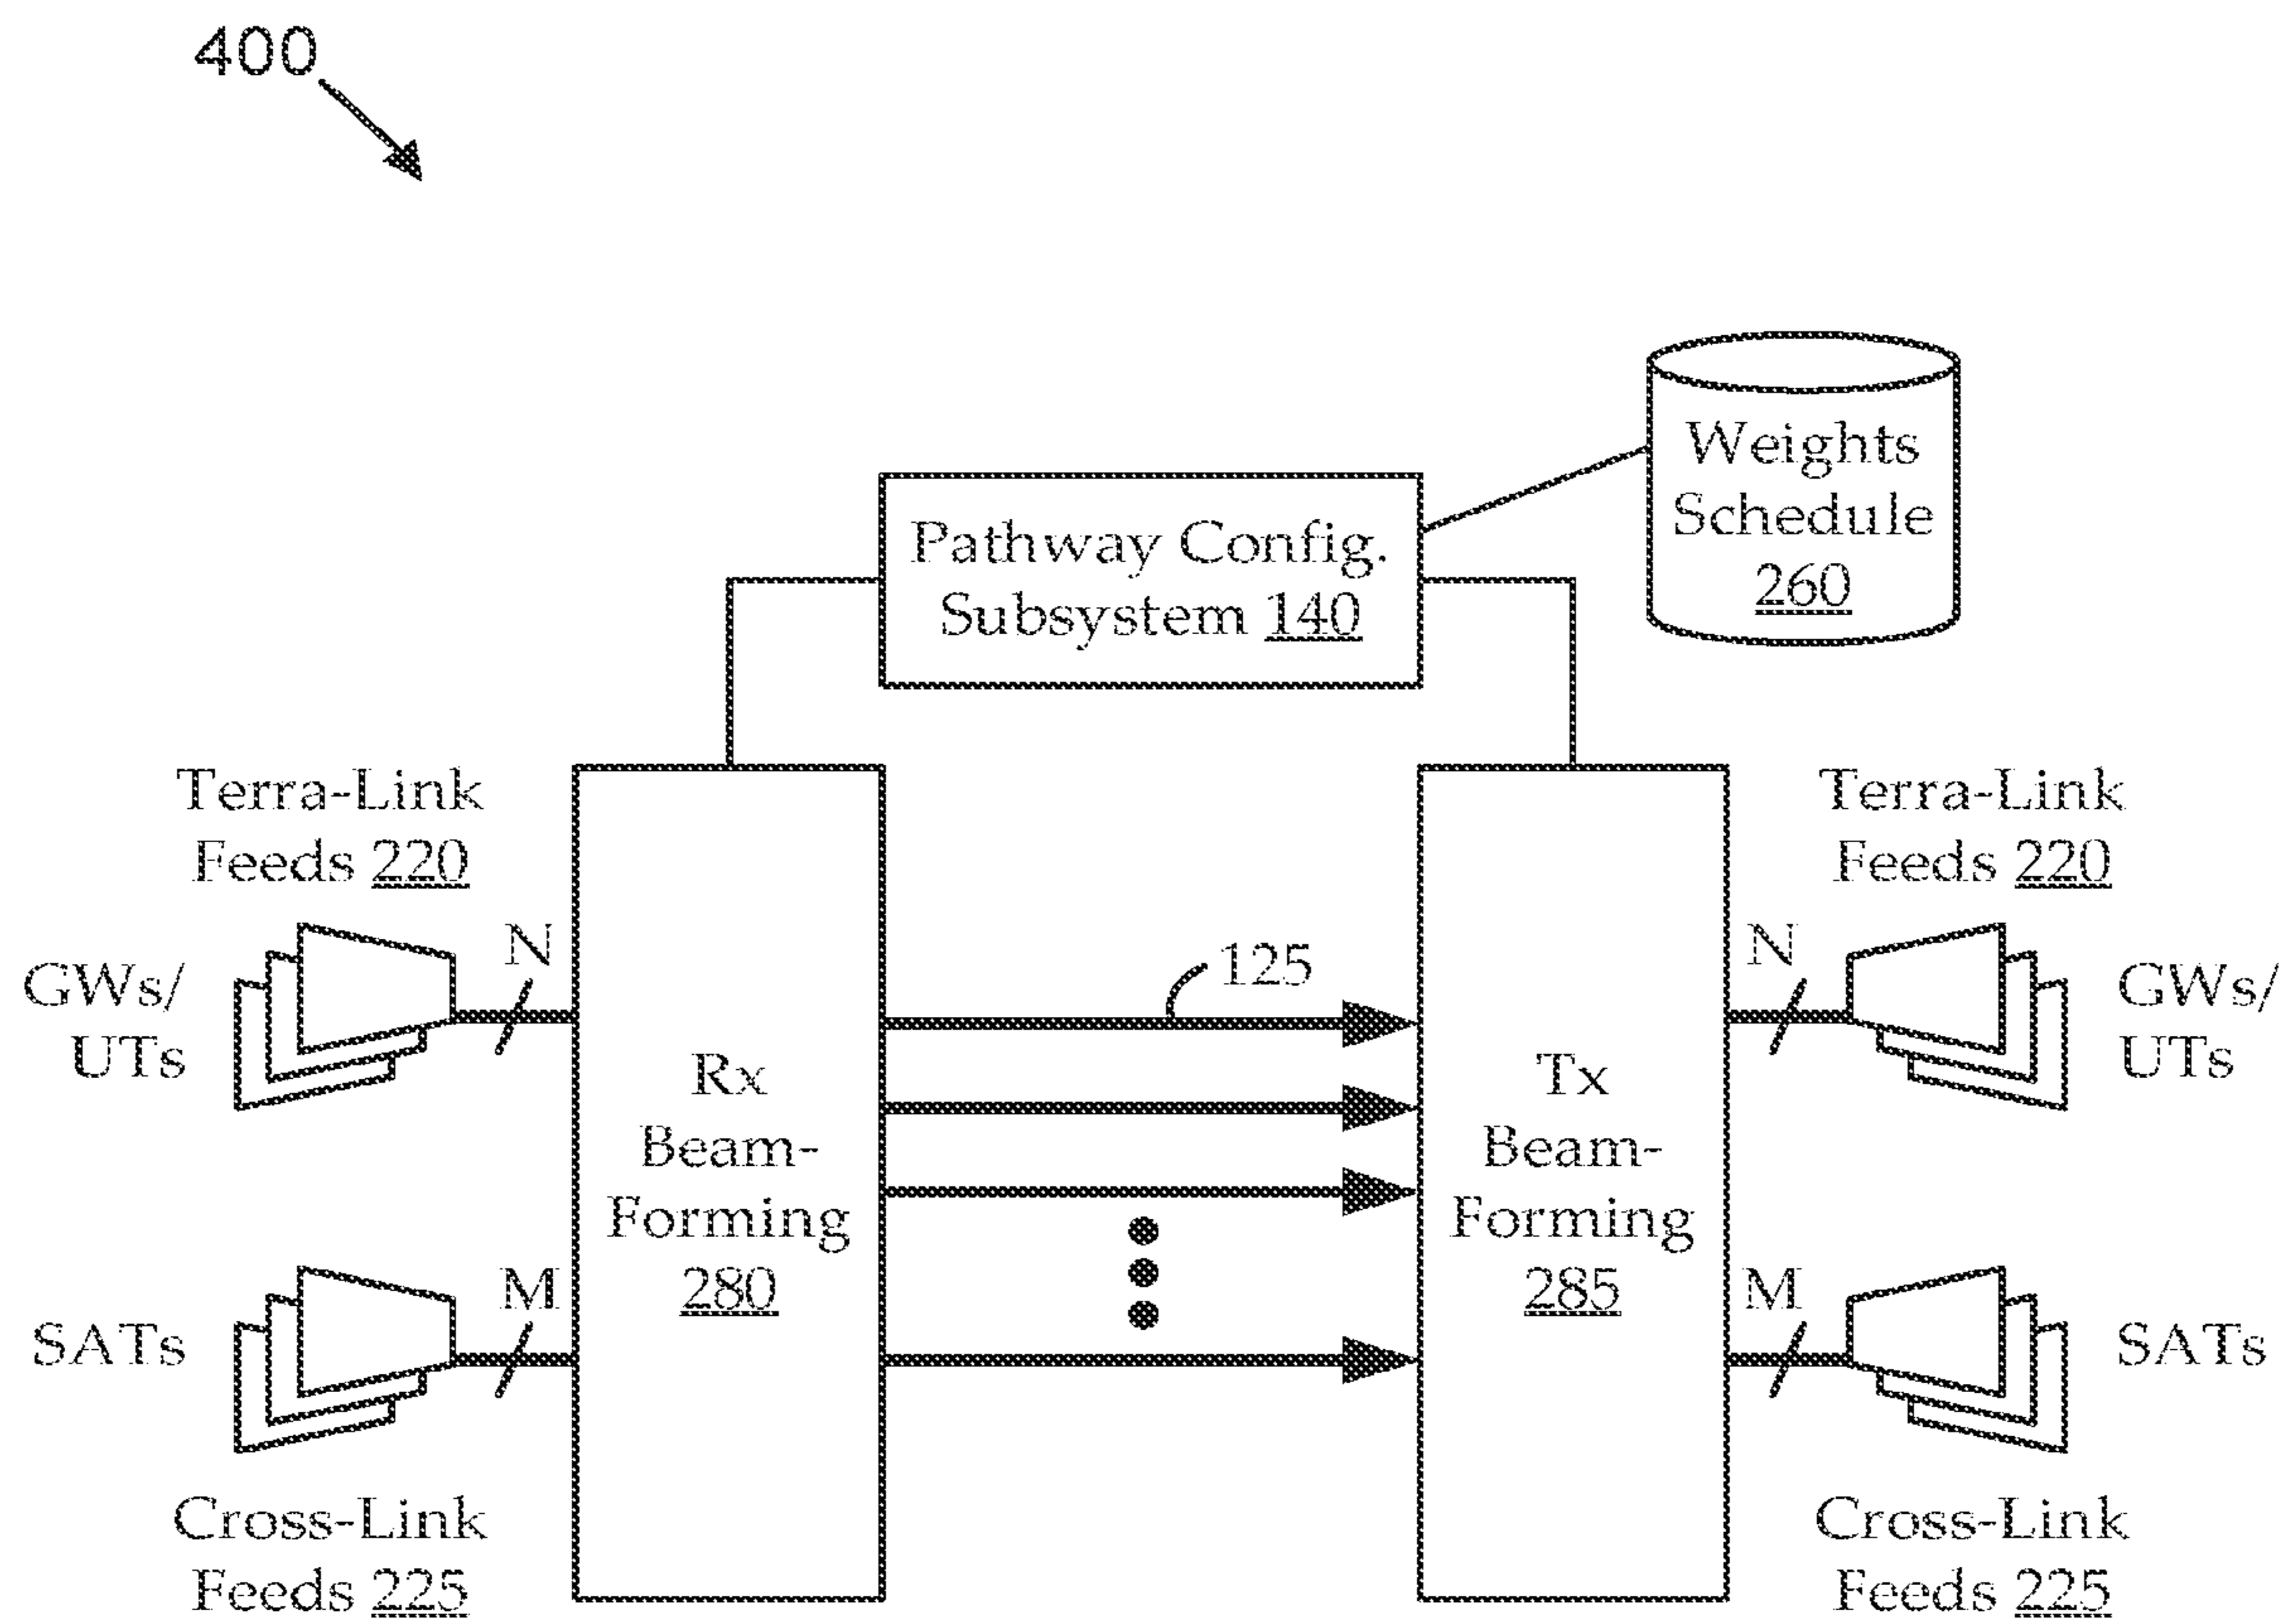 400
Weights
Schedule
260
Pathway Config.
Subsystem 140
Terra-Link
Feeds 220
Terra-Link
Feeds 220
N
N
125
GWs/
UTs
GWs/
UTs
Rx
Beam-
Forming
280
Tx
Beam-
Forming
285
M
M
SATs
SATs
Cross-Link
Feeds 225
Cross-Link
Feeds 225